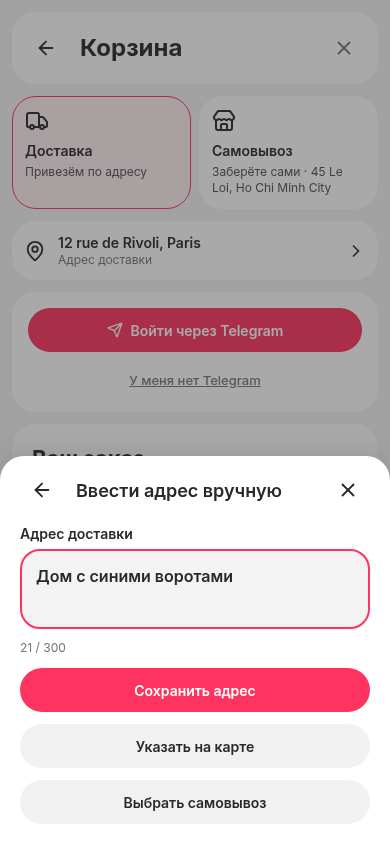 Корзина
Доставка
Привезём по адресу
Самовывоз
Заберёте сами · 45 Le
Loi, Ho Chi Minh City
12 rue de Rivoli, Paris
Адрес доставки
Войти через Telegram
У меня нет Telegram
Ваш заказ
Ввести адрес вручную
Адрес доставки
Дом с синими воротами
21 / 300
Сохранить адрес
Указать на карте
Выбрать самовывоз